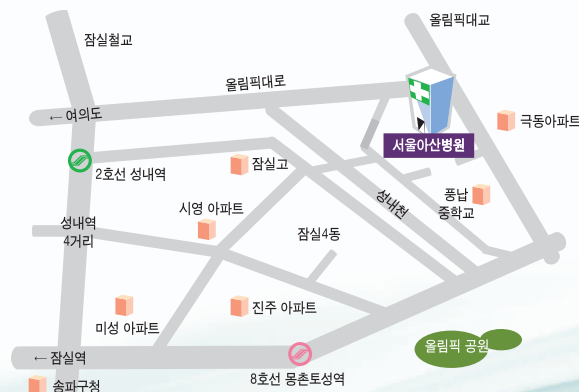 올림픽대교
잠실철교
올림픽대로
← 여의도
극동아파트
서울아산병원
잠실고
2호선 성내역
풍납
중학교
성내천
시영 아파트
성내역
4거리
잠실4동
진주 아파트
미성 아파트
올림픽 공원
← 잠실역
8호선 몽촌토성역
송파구청